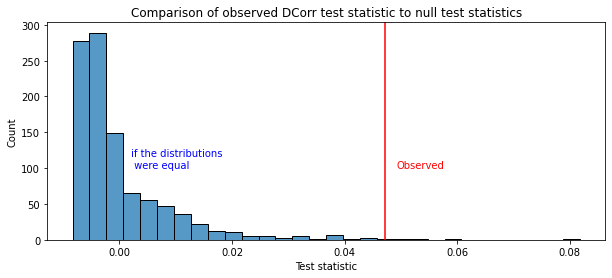 Comparison of observed DCorr test statistic to null test statistics
300
250
200
150
100
50
0
Count
if the distributions
were equal
Observed
0.00 0.02 0.04 0.06 0.08
Test statistic